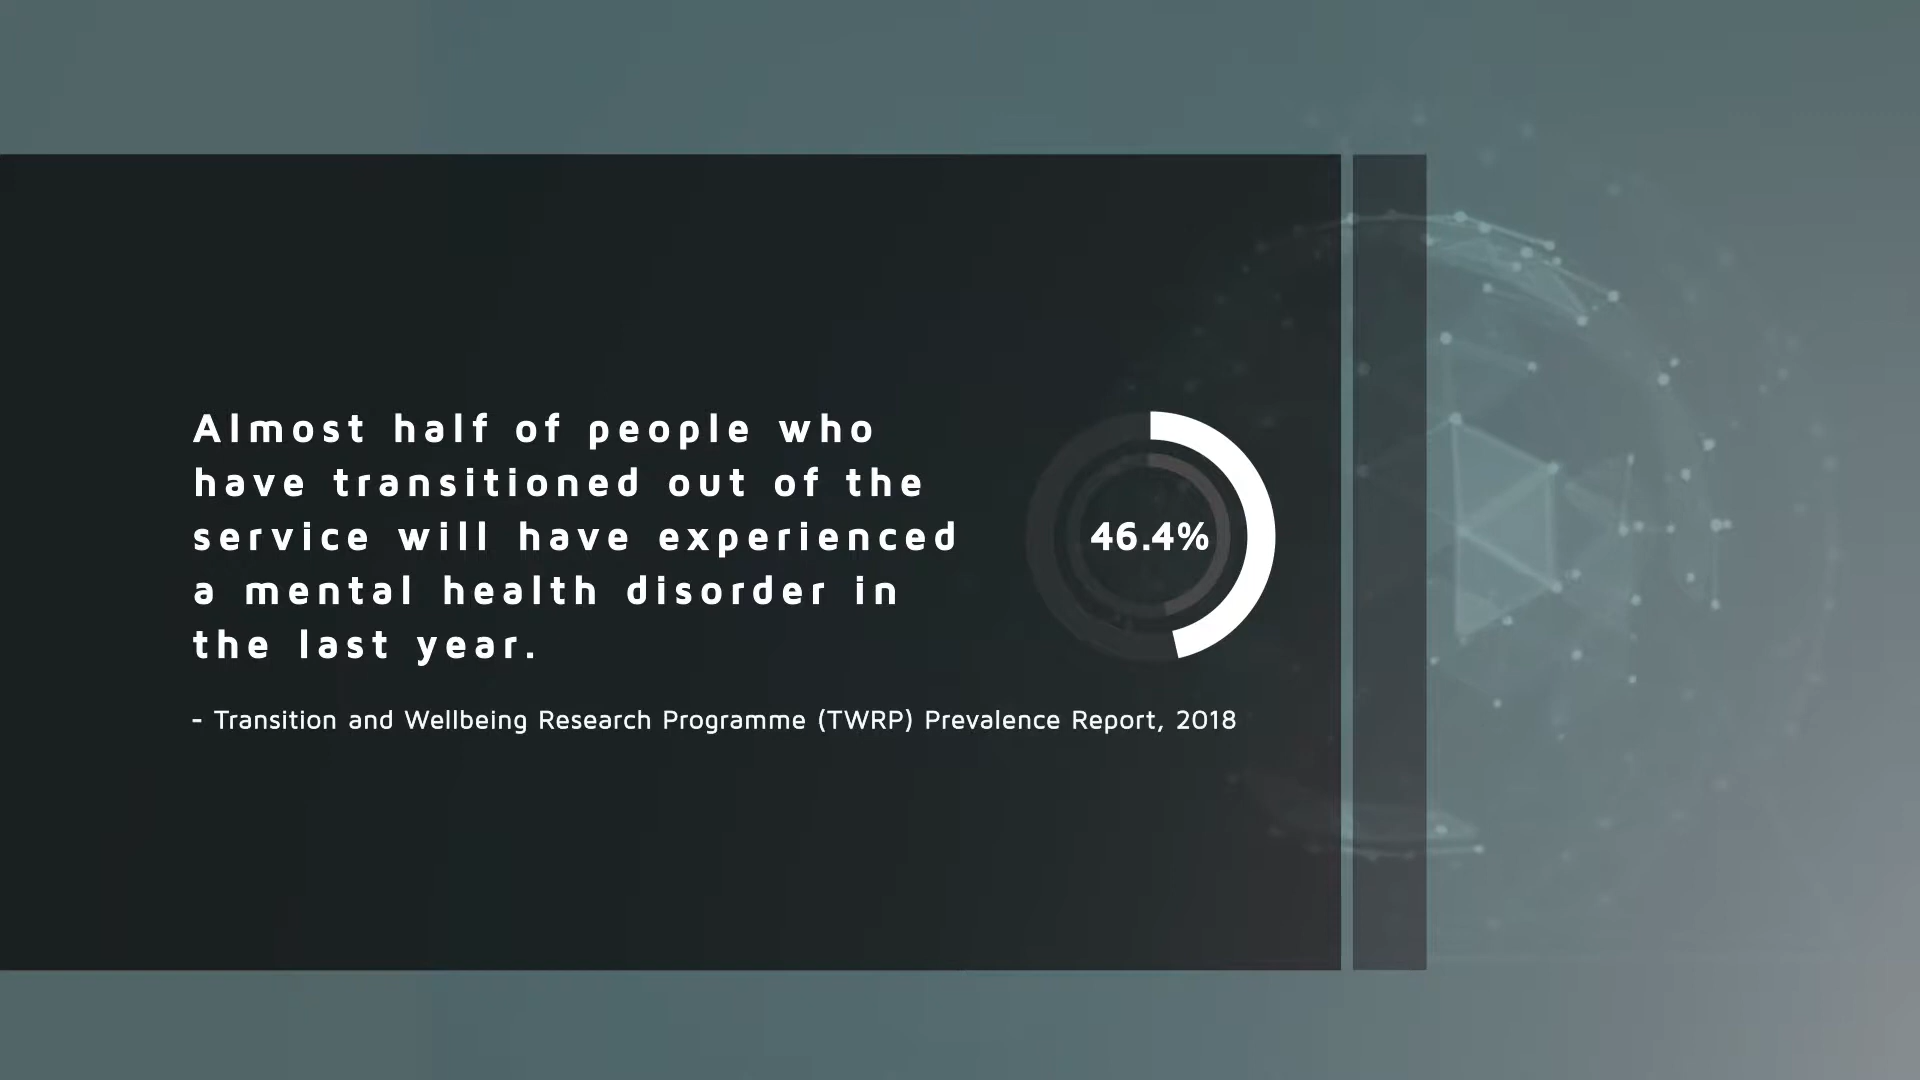 Almost half of people who
have transitioned out of the
service will have experienced
a mental health disorder in
the last year.
46.4%
- Transition and Wellbeing Research Programme (TWRP) Prevalence Report, 2018